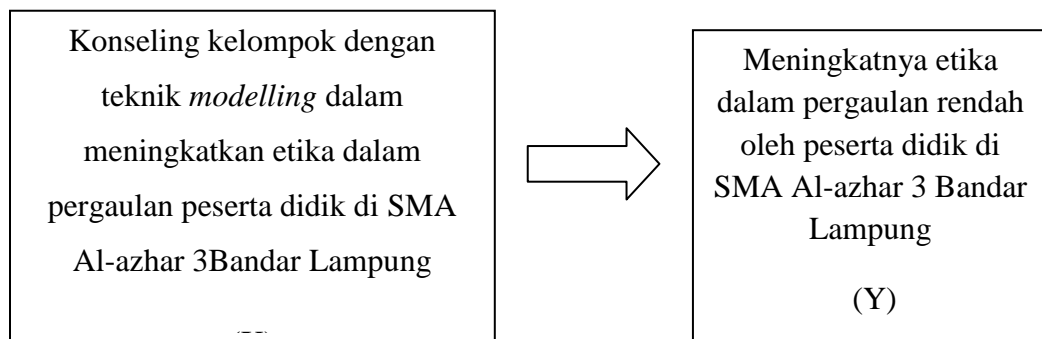 Konseling kelompok dengan
teknik modelling dalam
meningkatkan etika dalam
pergaulan peserta didik di SMA
Al-azhar 3Bandar Lampung
Meningkatnya etika
dalam pergaulan rendah
oleh peserta didik di
SMA Al-azhar 3 Bandar
Lampung
(Y)